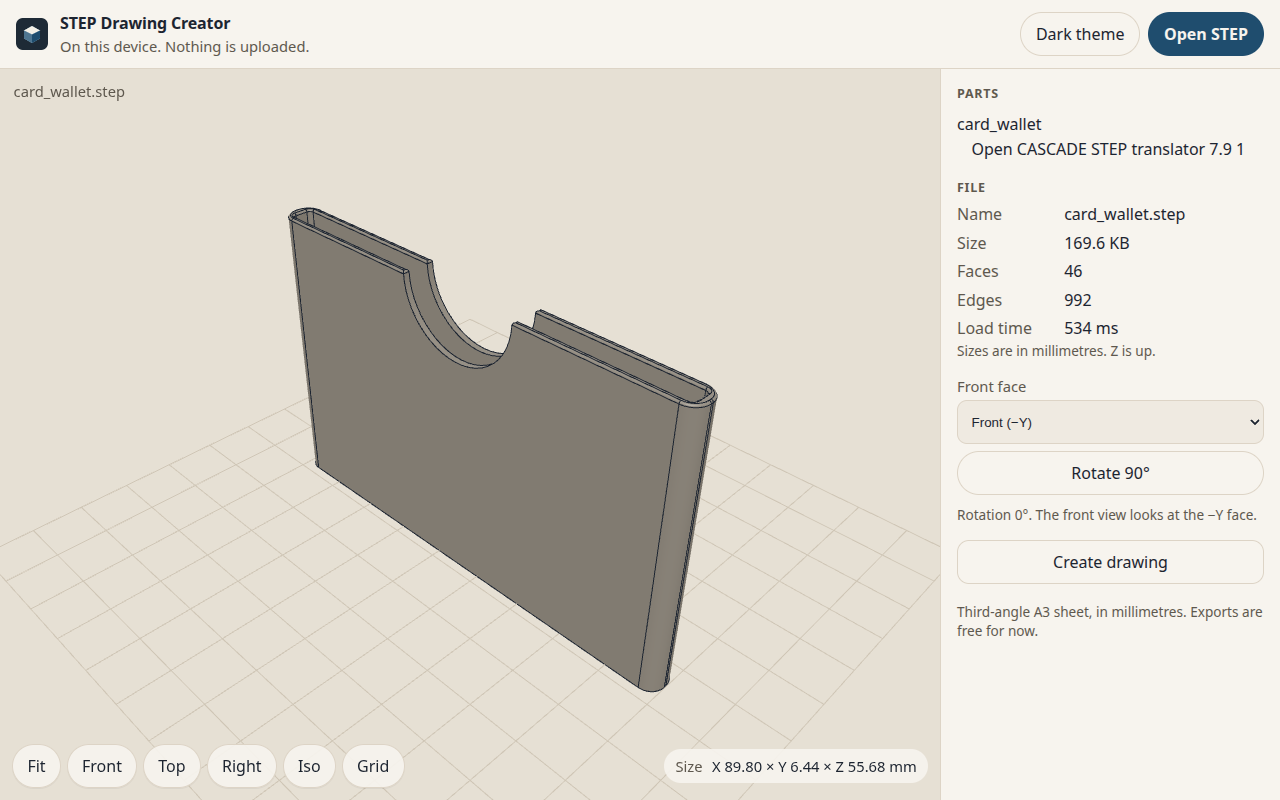 STEP Drawing Creator
On this device. Nothing is uploaded.
Dark theme
Open STEP
card_wallet.step
PARTS
card_wallet
Open CASCADE STEP translator 7.9 1
FILE
Name card_wallet.step
Size 169.6 KB
Faces 46
Edges 992
Load time 534 ms
Sizes are in millimetres. Z is up.
Front face
Front (−Y)
Rotate 90°
Rotation 0°. The front view looks at the −Y face.
Create drawing
Third-angle A3 sheet, in millimetres. Exports are
free for now.
Fit
Front
Top
Right
Iso
Grid
Size X 89.80 × Y 6.44 × Z 55.68 mm